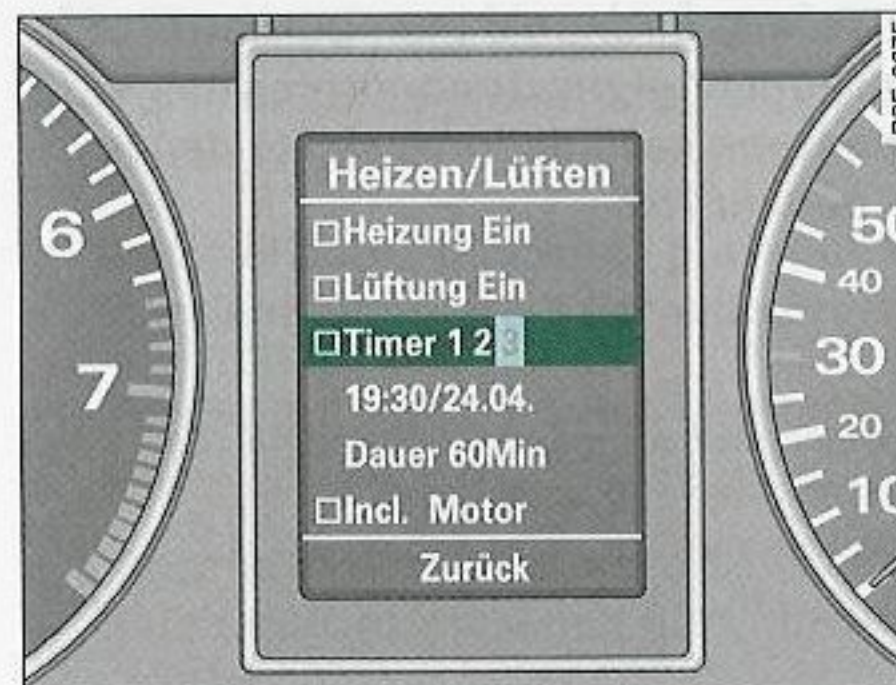 Heizen/Lüften
□Heizung Ein
□Lüftung Ein
□Timer 1 2 3
19:30/24.04.
Dauer 60Min
□Incl. Motor
Zurück
6
7
50
40
30
20
10